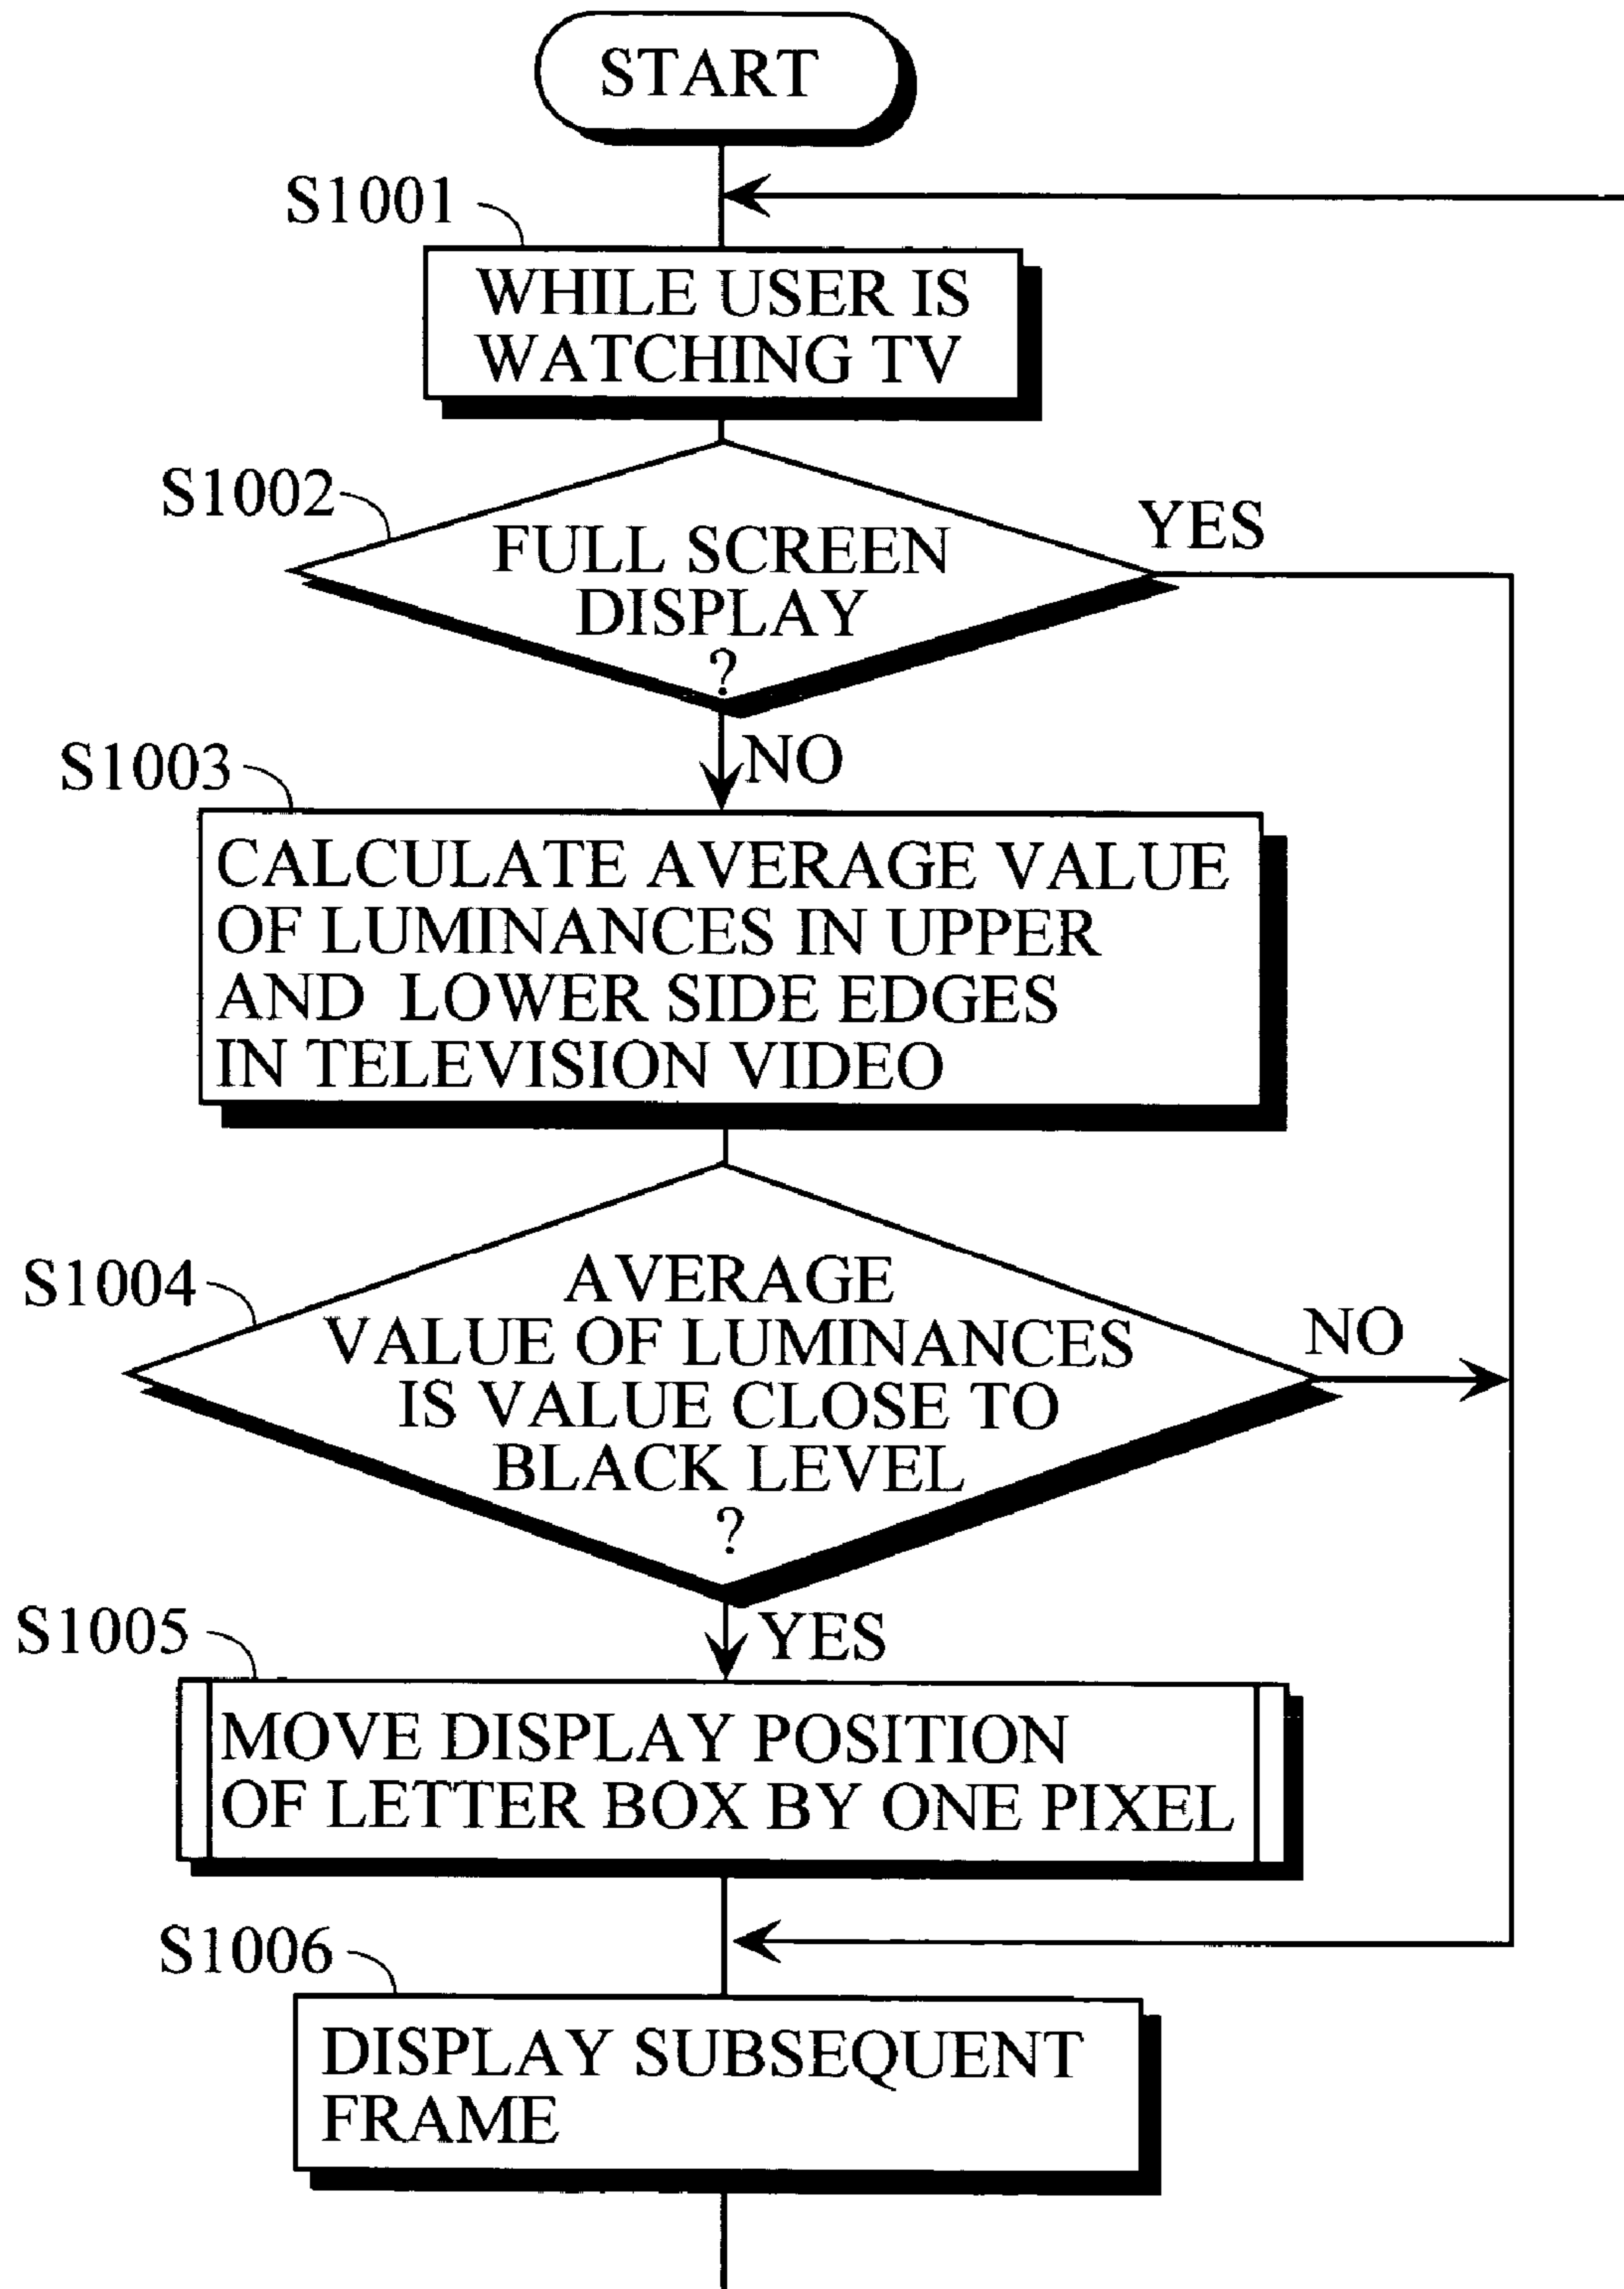 START
S1001
WHILE USER IS
WATCHING TV
S1002
FULL SCREEN
DISPLAY
?
YES
NO
S1003
CALCULATE AVERAGE VALUE
OF LUMINANCES IN UPPER
AND LOWER SIDE EDGES
IN TELEVISION VIDEO
S1004
AVERAGE
VALUE OF LUMINANCES
IS VALUE CLOSE TO
BLACK LEVEL
?
NO
YES
S1005
MOVE DISPLAY POSITION
OF LETTER BOX BY ONE PIXEL
S1006
DISPLAY SUBSEQUENT
FRAME